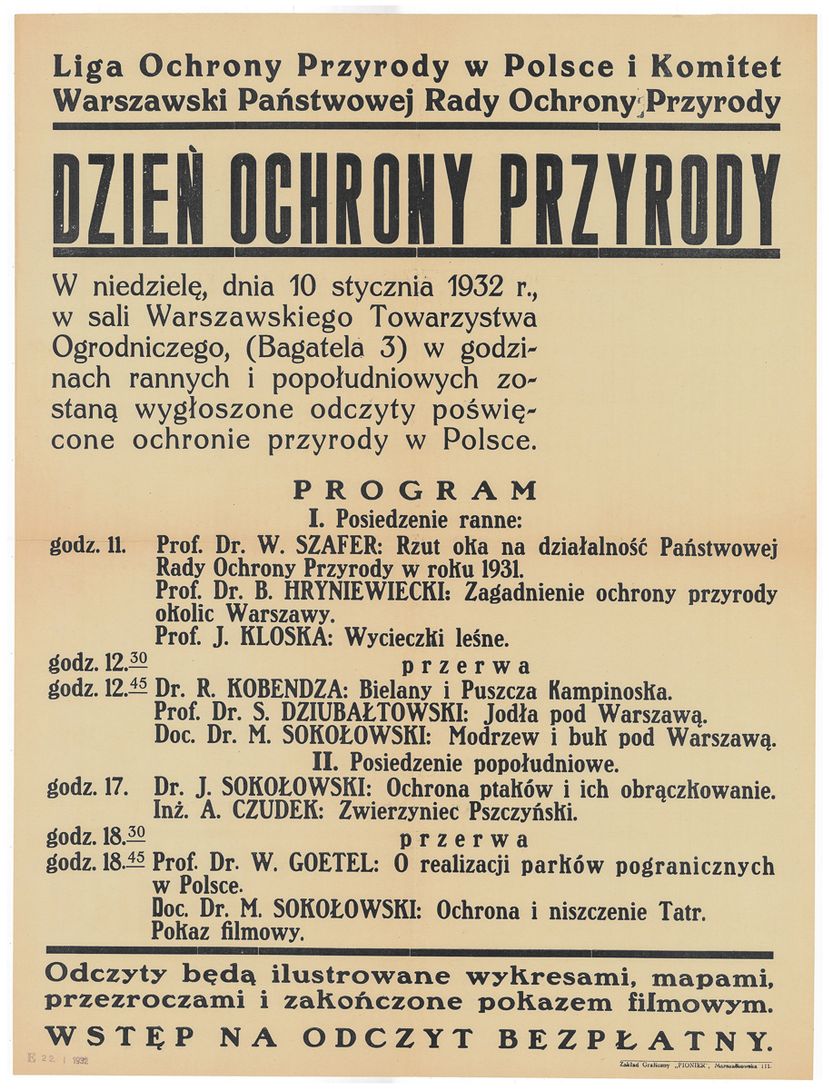 Liga Ochrony Przyrody w Polsce i Komitet
Warszawski Państwowej Rady Ochrony Przyrody
DZIEŃ OCHRONY PRZYRODY
W niedzielę, dnia 10 stycznia 1932 r.,
w sali Warszawskiego Towarzystwa
Ogrodniczego, (Bagatela 3) w godzi-
nach rannych i popołudniowych zo-
staną wygłoszone odczyty poświę-
cone ochronie przyrody w Polsce.
PROGRAM
I. Posiedzenie ranne:
godz. 11. Prof. Dr. W. SZAFER: Rzut oka na działalność Państwowej
Rady Ochrony Przyrody w roku 1931.
Prof. Dr. B. HRYNIEWIECKI: Zagadnienie ochrony przyrody
okolic Warszawy.
Prof. J. KLOSKA: Wycieczki leśne.
godz. 12.30 przerwa
godz. 12.45 Dr. R. KOBENDZA: Bielany i Puszcza Kampinoska.
Prof. Dr. S. DZIUBAŁTOWSKI: Jodła pod Warszawą.
Doc. Dr. M. SOKOŁOWSKI: Modrzew i buk pod Warszawą.
II. Posiedzenie popołudniowe.
godz. 17. Dr. J. SOKOŁOWSKI: Ochrona ptaków i ich obrączkowanie.
Inż. A. CZUDEK: Zwierzyniec Pszczyński.
godz. 18.30 przerwa
godz. 18.45 Prof. Dr. W. GOETEL: O realizacji parków pogranicznych
w Polsce.
Doc. Dr. M. SOKOŁOWSKI: Ochrona i niszczenie Tatr.
Pokaz filmowy.
Odczyty będą ilustrowane wykresami, mapami,
przezroczami i zakończone pokazem filmowym.
WSTĘP NA ODCZYT BEZPŁATNY.
Zakład Graficzny „PIONIER", Marszałkowska 111.
E 22 I 1932